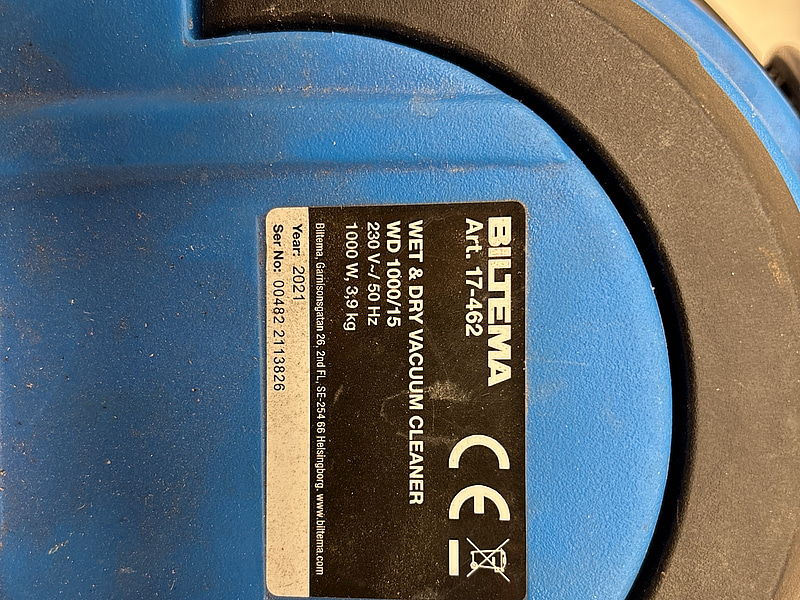 BILTEMA
Art. 17-462
WET & DRY VACUUM CLEANER
WD 1000/15
230 V~/ 50 Hz
1000 W, 3,9 kg
Biltema, Garnisonsgatan 26, 2nd FL, SE-254 66 Helsingborg. www.biltema.com
Year: 2021
Ser No: 00482 2113826
CE